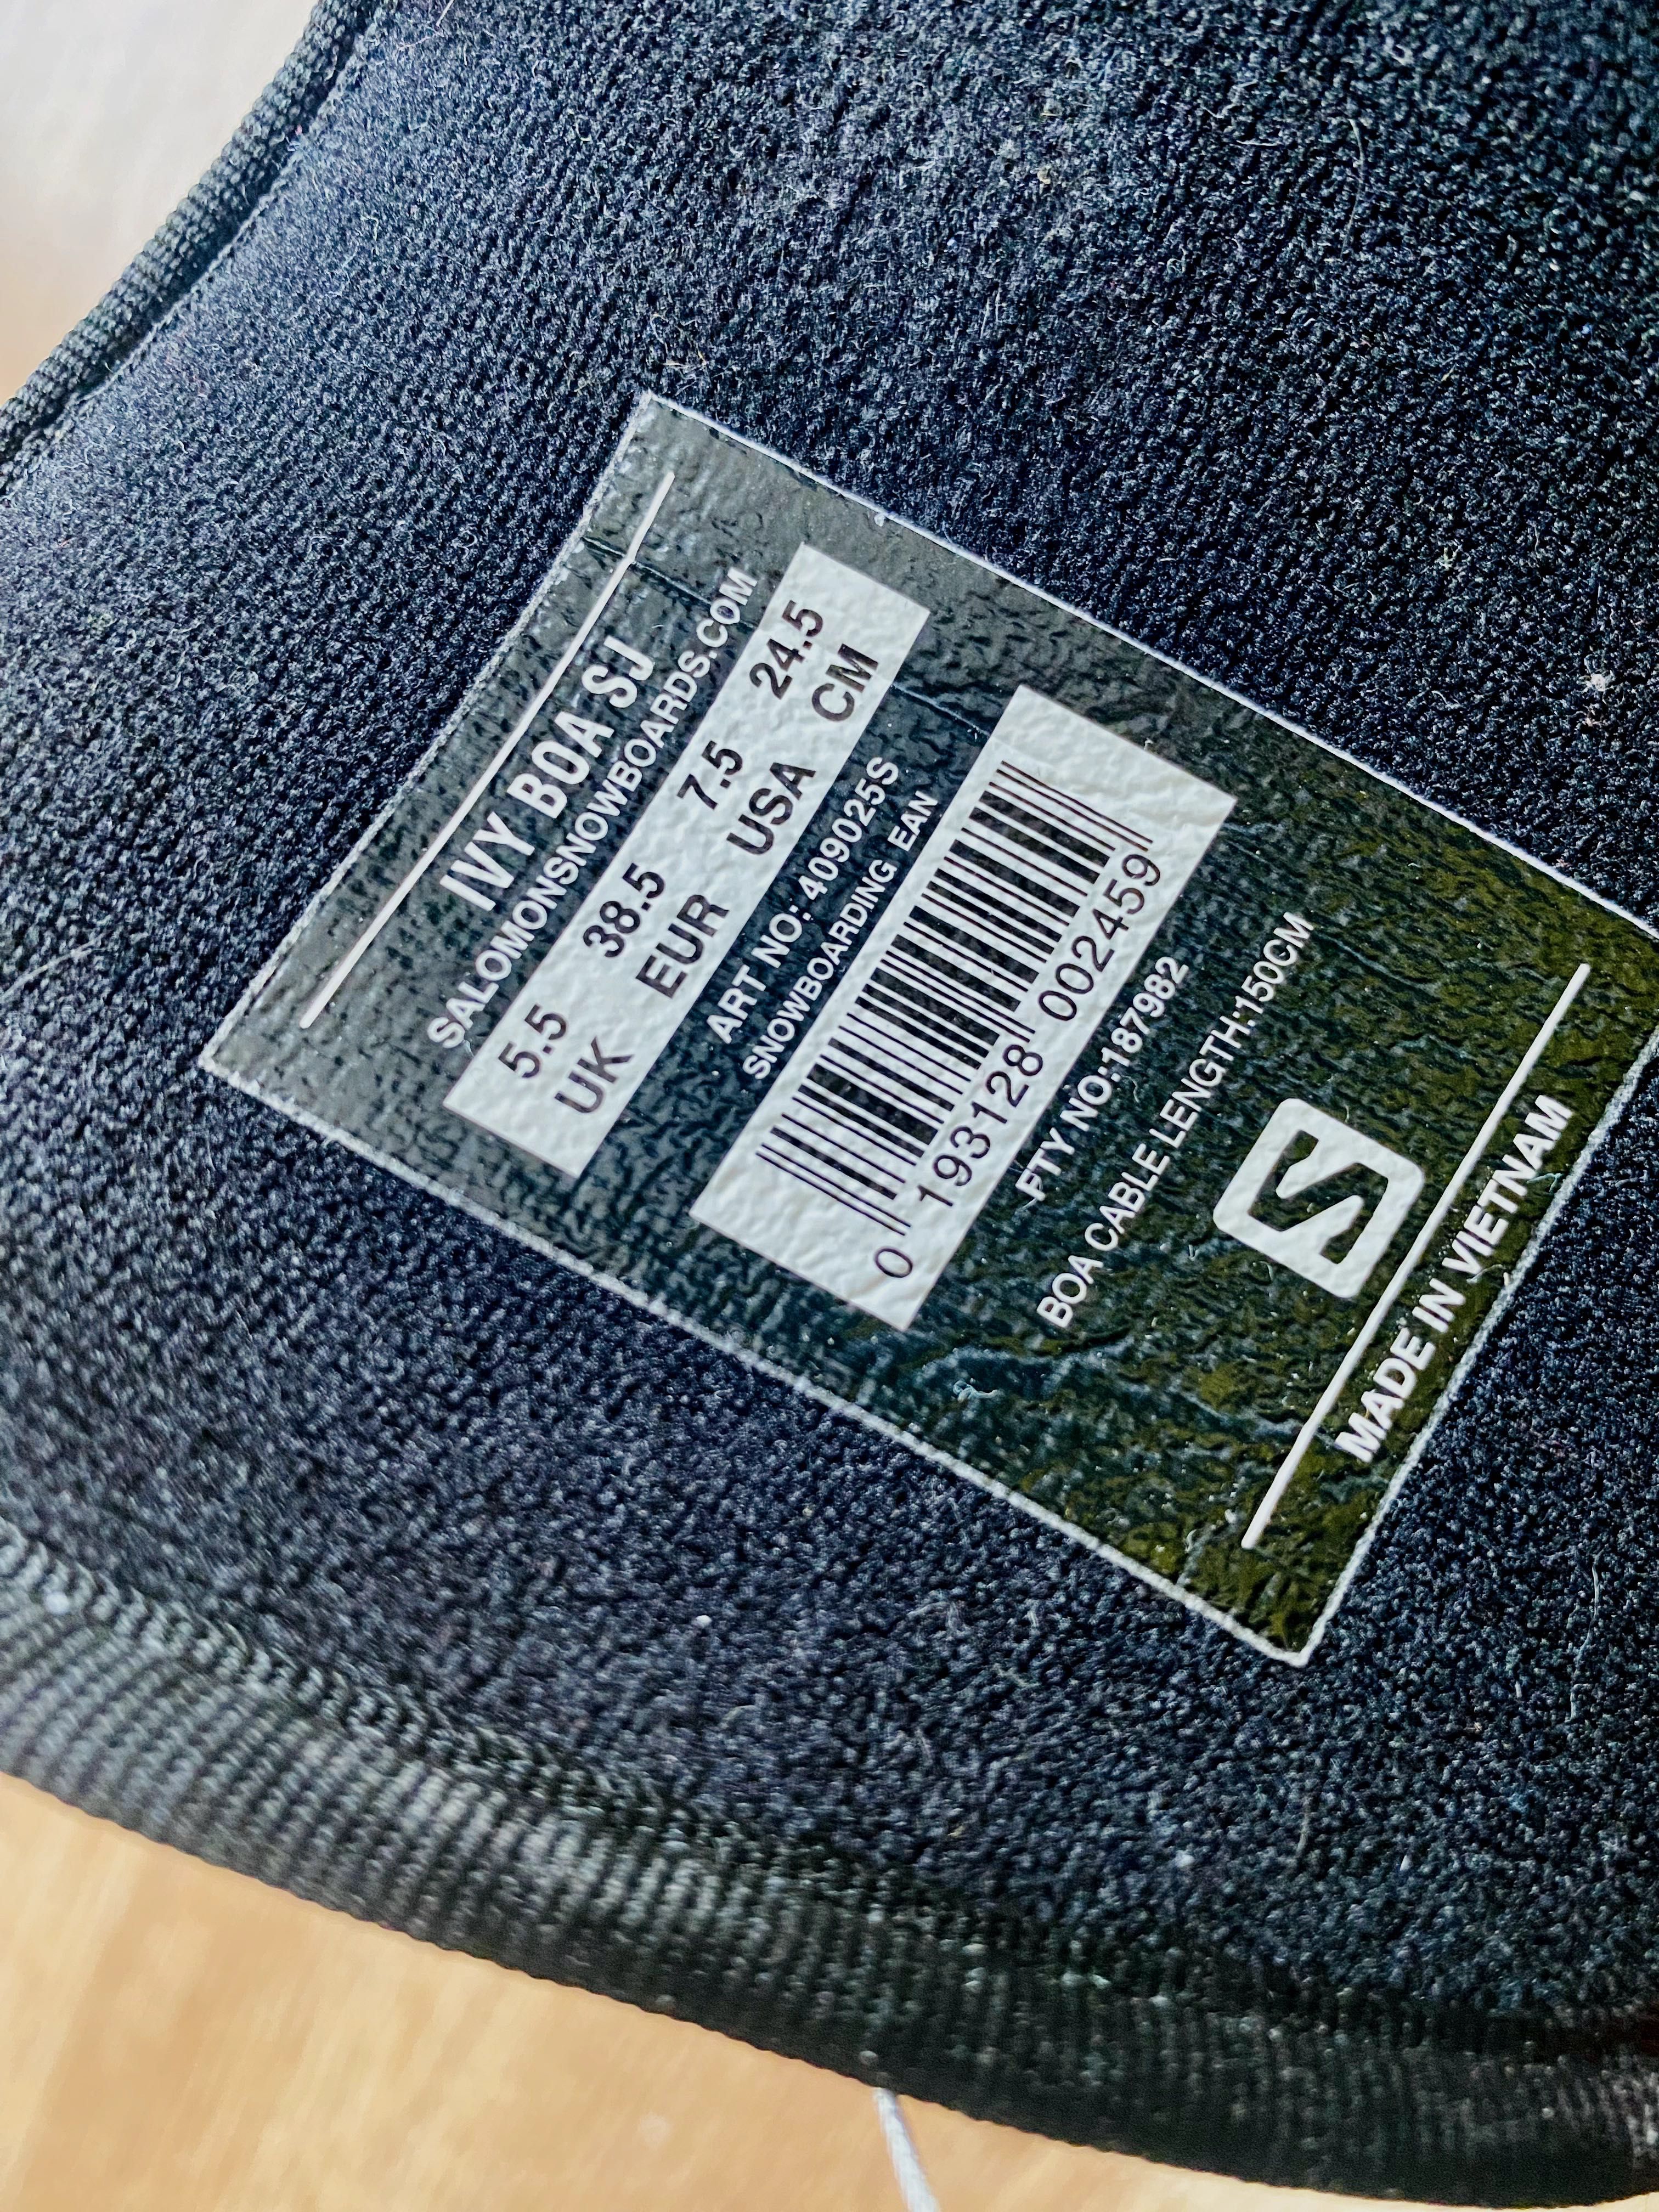 IVY BOA SJ
SALOMONSNOWBOARDS.COM
5.5 38.5 7.5 24.5
UK EUR USA CM
ART NO: 409025S
SNOWBOARDING EAN
0 193128 002459
FTY NO:187982
BOA CABLE LENGTH:150CM
S
MADE IN VIETNAM